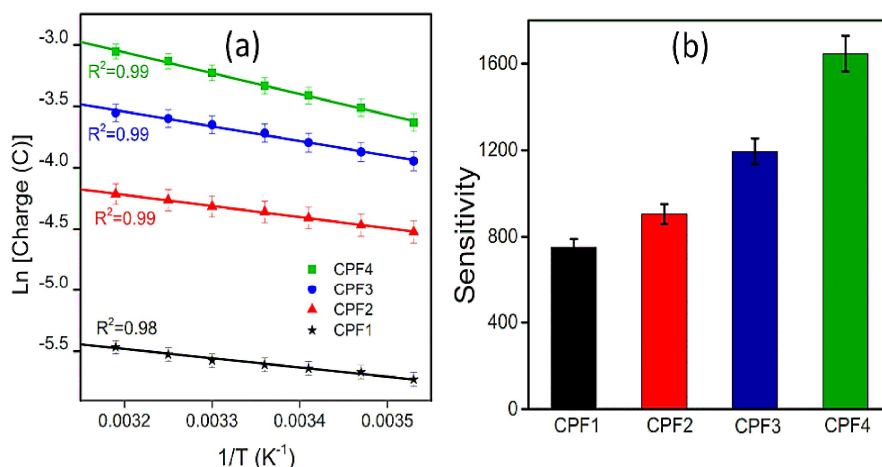 (a)
Ln [Charge (C)]
-3.0
-3.5
-4.0
-4.5
-5.0
-5.5
R²=0.99
R²=0.99
R²=0.99
R²=0.98
CPF4
CPF3
CPF2
CPF1
0.0032
0.0033
0.0034
0.0035
1/T (K⁻¹)
(b)
Sensitivity
1600
1200
800
400
0
CPF1
CPF2
CPF3
CPF4